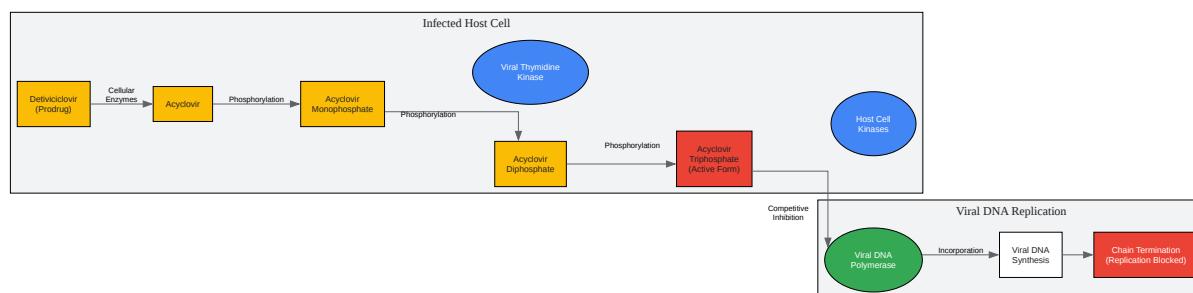 Infected Host Cell
Viral Thymidine
Kinase
Detiviciclovir
(Prodrug)
Cellular
Enzymes
Acyclovir
Phosphorylation
Acyclovir
Monophosphate
Phosphorylation
Host Cell
Kinases
Acyclovir
Diphosphate
Phosphorylation
Acyclovir
Triphosphate
(Active Form)
Competitive
Inhibition
Viral DNA Replication
Viral DNA
Polymerase
Incorporation
Viral DNA
Synthesis
Chain Termination
(Replication Blocked)